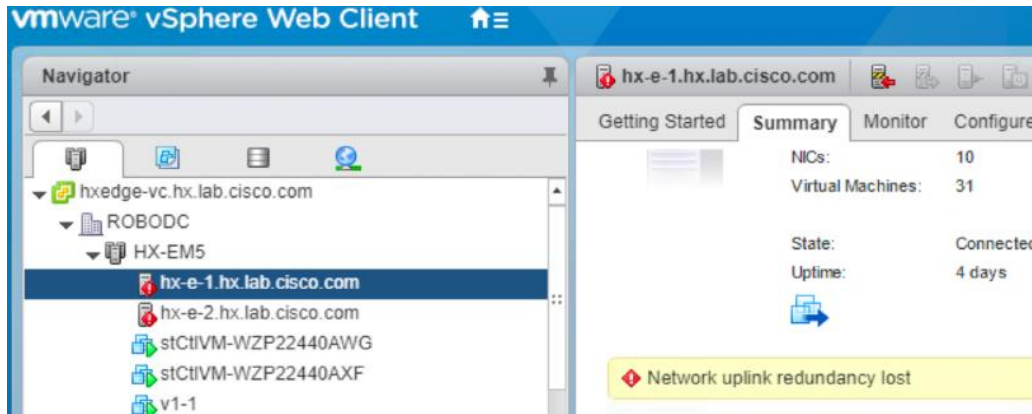 vmware® vSphere Web Client
Navigator
hxedge-vc.hx.lab.cisco.com
ROBODC
HX-EM5
hx-e-1.hx.lab.cisco.com
hx-e-2.hx.lab.cisco.com
stCtlVM-WZP22440AWG
stCtlVM-WZP22440AXF
v1-1
hx-e-1.hx.lab.cisco.com
Getting Started Summary Monitor Configure
NICs: 10
Virtual Machines: 31
State: Connected
Uptime: 4 days
Network uplink redundancy lost